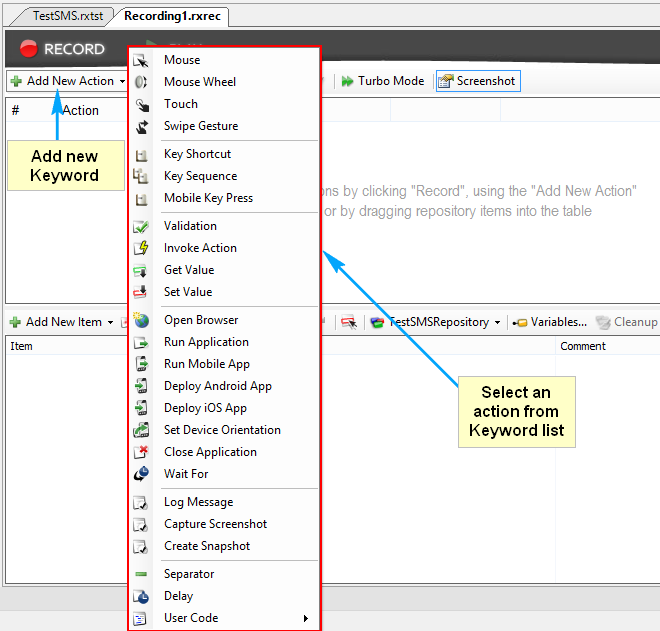 TestSMS.rxtst
Recording1.rxrec
RECORD
Add New Action
Turbo Mode
Screenshot
#
Action
Add new
Keyword
ons by clicking "Record", using the "Add New Action"
or by dragging repository items into the table
Mouse
Mouse Wheel
Touch
Swipe Gesture
Key Shortcut
Key Sequence
Mobile Key Press
Validation
Invoke Action
Get Value
Set Value
Open Browser
Run Application
Run Mobile App
Deploy Android App
Deploy iOS App
Set Device Orientation
Close Application
Wait For
Log Message
Capture Screenshot
Create Snapshot
Separator
Delay
User Code
Add New Item
TestSMSRepository
Variables...
Cleanup
Item
Comment
Select an
action from
Keyword list